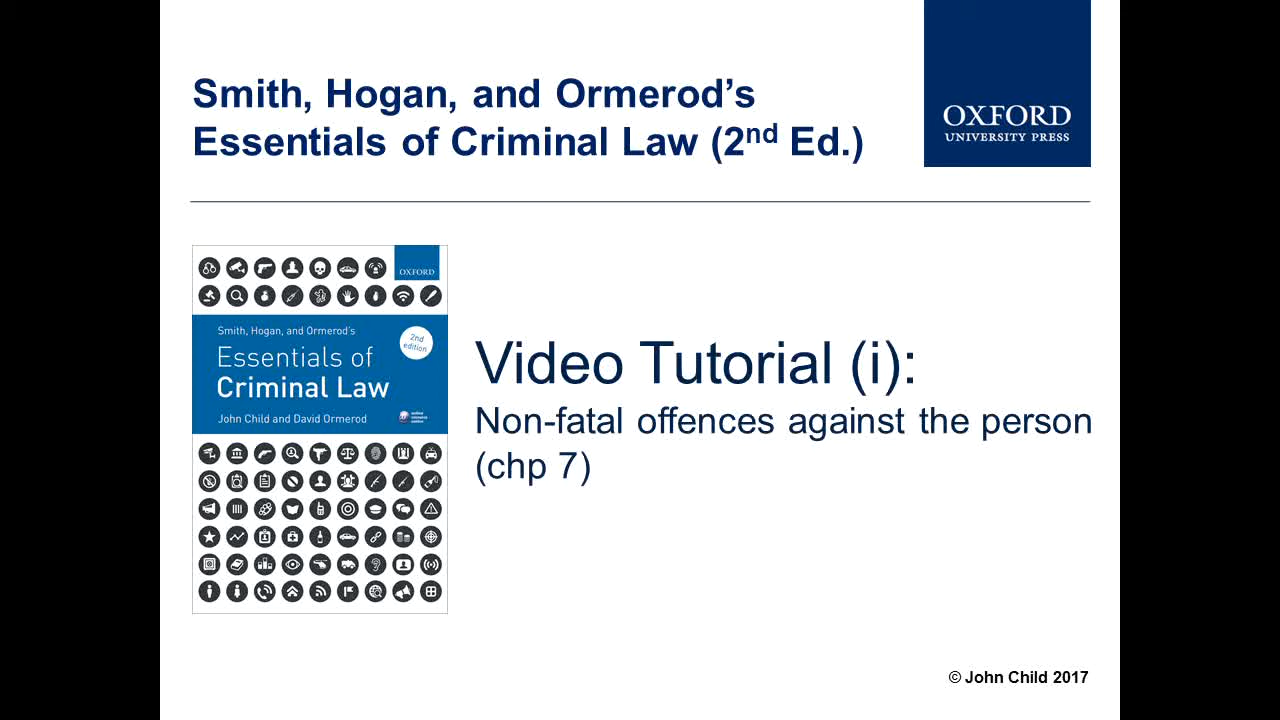 Smith, Hogan, and Ormerod's
Essentials of Criminal Law (2nd Ed.)
OXFORD
UNIVERSITY PRESS
OXFORD
Smith, Hogan, and Ormerod's
2nd
edition
Essentials of
Criminal Law
John Child and David Ormerod
Video Tutorial (i):
Non-fatal offences against the person
(chp 7)
© John Child 2017